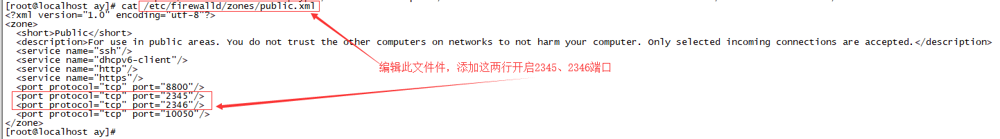 [root@localhost ay]# cat /etc/firewalld/zones/public.xml
<?xml version="1.0" encoding="utf-8"?>
<zone>
  <short>Public</short>
  <description>For use in public areas. You do not trust the other computers on networks to not harm your computer. Only selected incoming connections are accepted.</description>
  <service name="ssh"/>
  <service name="dhcpv6-client"/>
  <service name="http"/>
  <service name="https"/>
  <port protocol="tcp" port="8800"/>
  <port protocol="tcp" port="2345"/>
  <port protocol="tcp" port="2346"/>
  <port protocol="tcp" port="10050"/>
</zone>
[root@localhost ay]#
编辑此文件件，添加这两行开启2345、2346端口